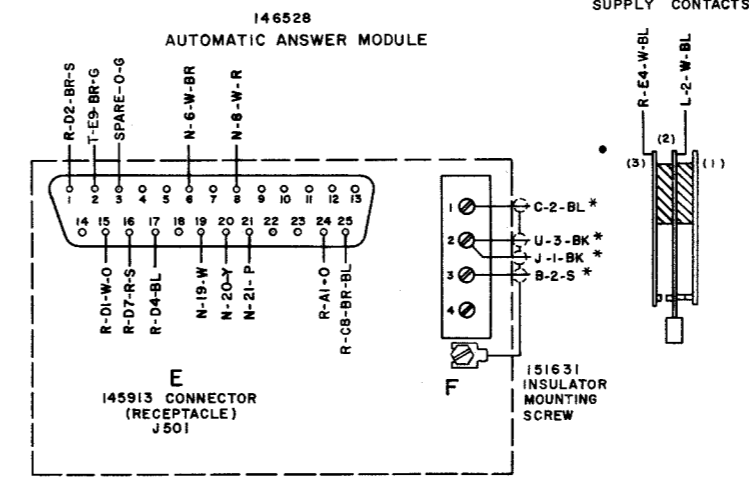 146528
AUTOMATIC ANSWER MODULE
SUPPLY CONTACTS
R-D2-BR-S
T-E9-BR-G
SPARE-O-G
N-6-W-BR
N-8-W-R
R-E4-W-BL
L-2-W-BL
(2)
(3)
(1)
1 2 3 4 5 6 7 8 9 10 11 12 13
14 15 16 17 18 19 20 21 22 23 24 25
R-D1-W-O
R-D7-R-S
R-D4-BL
N-19-W
N-20-Y
N-21-P
R-A1-O
R-C8-BR-BL
1 C-2-BL*
2 U-3-BK*
J-1-BK*
3 B-2-S*
4
E
145913 CONNECTOR
(RECEPTACLE)
J501
F
151631
INSULATOR
MOUNTING
SCREW